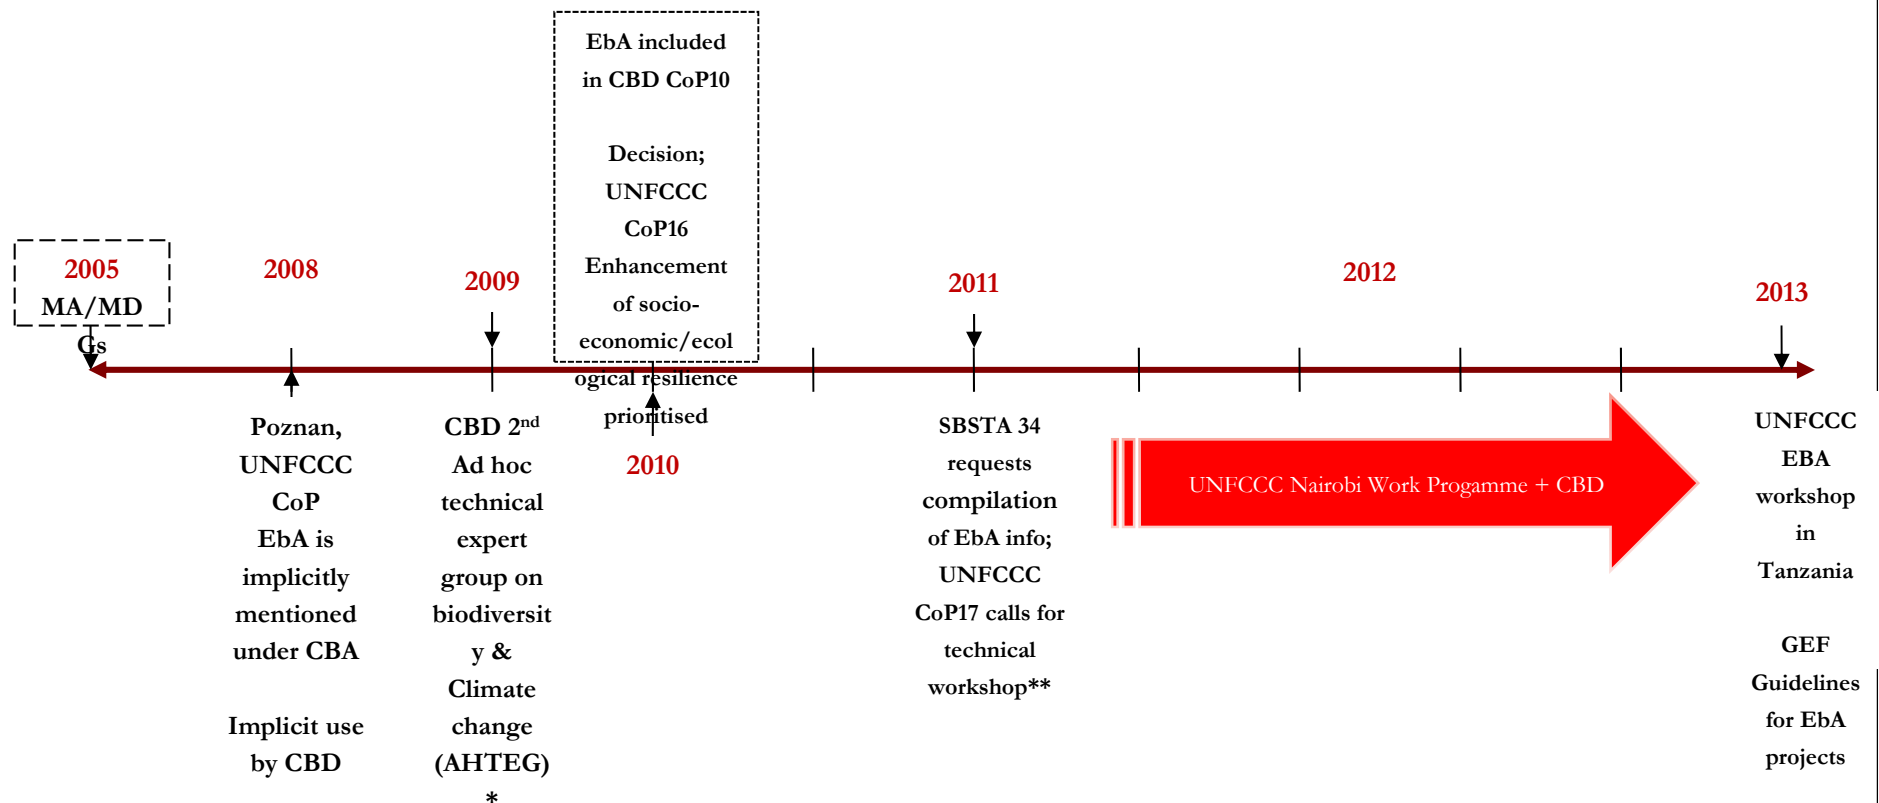 EbA included
in CBD CoP10
Decision;
UNFCCC
CoP16
Enhancement
of socio-
economic/ecol
ogical resilience
prioritised
2010
2005
MA/MD
Gs
2008
Poznan,
UNFCCC
CoP
EbA is
implicitly
mentioned
under CBA
Implicit use
by CBD
2009
CBD 2nd
Ad hoc
technical
expert
group on
biodiversit
y &
Climate
change
(AHTEG)
*
2011
SBSTA 34
requests
compilation
of EbA info;
UNFCCC
CoP17 calls for
technical
workshop**
2012
UNFCCC Nairobi Work Progamme + CBD
2013
UNFCCC
EBA
workshop
in
Tanzania
GEF
Guidelines
for EbA
projects